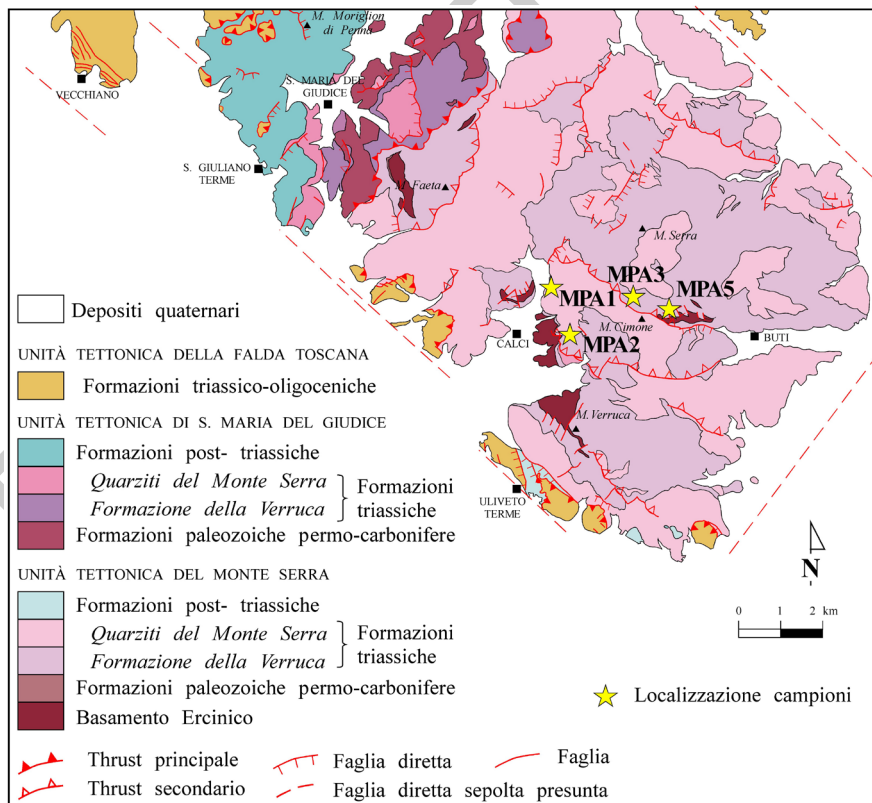 M. Moriglion
di Penna
VECCHIANO
S. MARIA DEL
GIUDICE
S. GIULIANO
TERME
M. Faeta
M. Serra
MPA3
MPA5
MPA1
M. Cimone
CALCI
MPA2
BUTI
M. Verruca
ULIVETO
TERME
N
0 1 2 km
Depositi quaternari
UNITÀ TETTONICA DELLA FALDA TOSCANA
Formazioni triassico-oligoceniche
UNITÀ TETTONICA DI S. MARIA DEL GIUDICE
Formazioni post- triassiche
Quarziti del Monte Serra
Formazione della Verruca
Formazioni
triassiche
Formazioni paleozoiche permo-carbonifere
UNITÀ TETTONICA DEL MONTE SERRA
Formazioni post- triassiche
Quarziti del Monte Serra
Formazione della Verruca
Formazioni
triassiche
Formazioni paleozoiche permo-carbonifere
Basamento Ercinico
Localizzazione campioni
Thrust principale
Faglia diretta
Faglia
Thrust secondario
Faglia diretta sepolta presunta